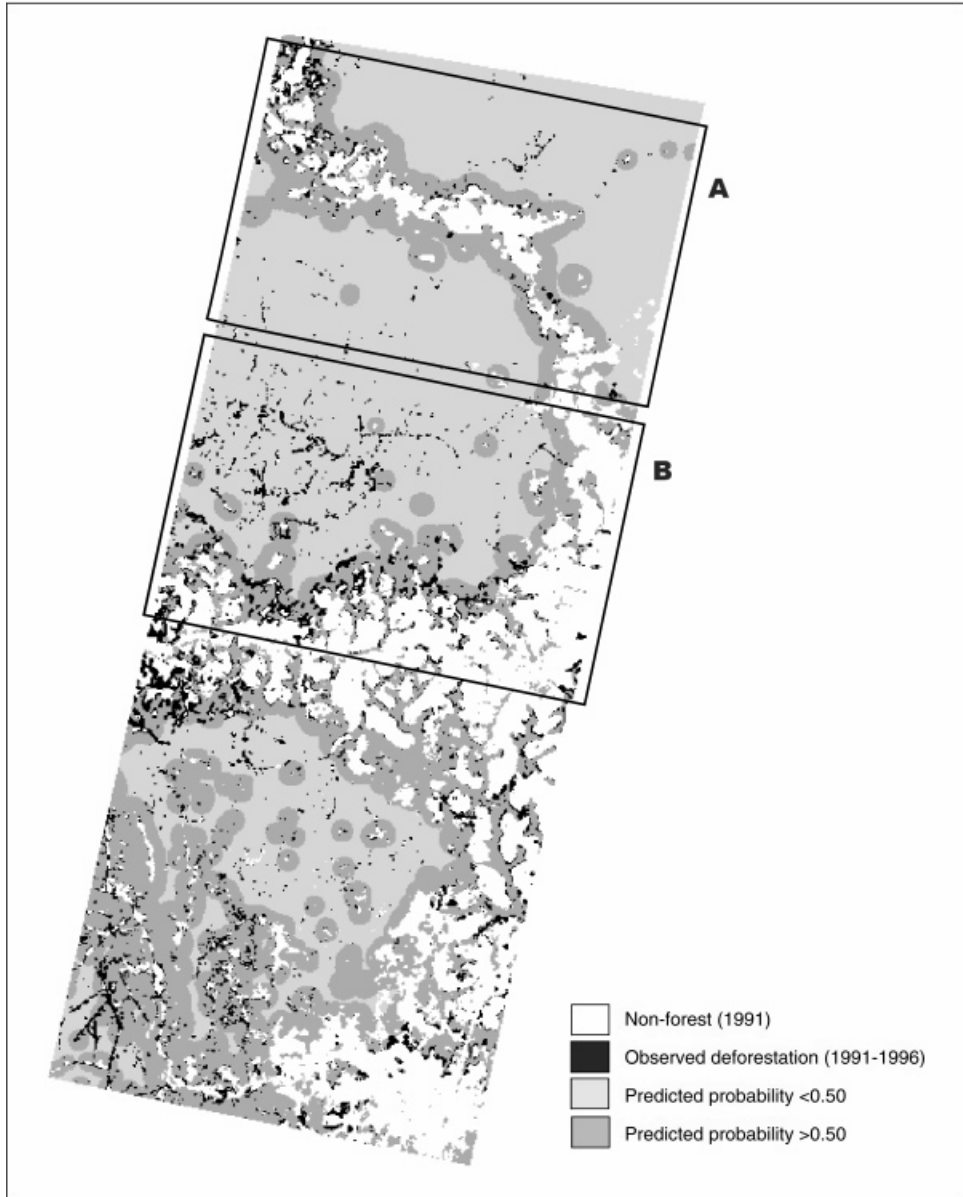 A
B
Non-forest (1991)
Observed deforestation (1991-1996)
Predicted probability <0.50
Predicted probability >0.50